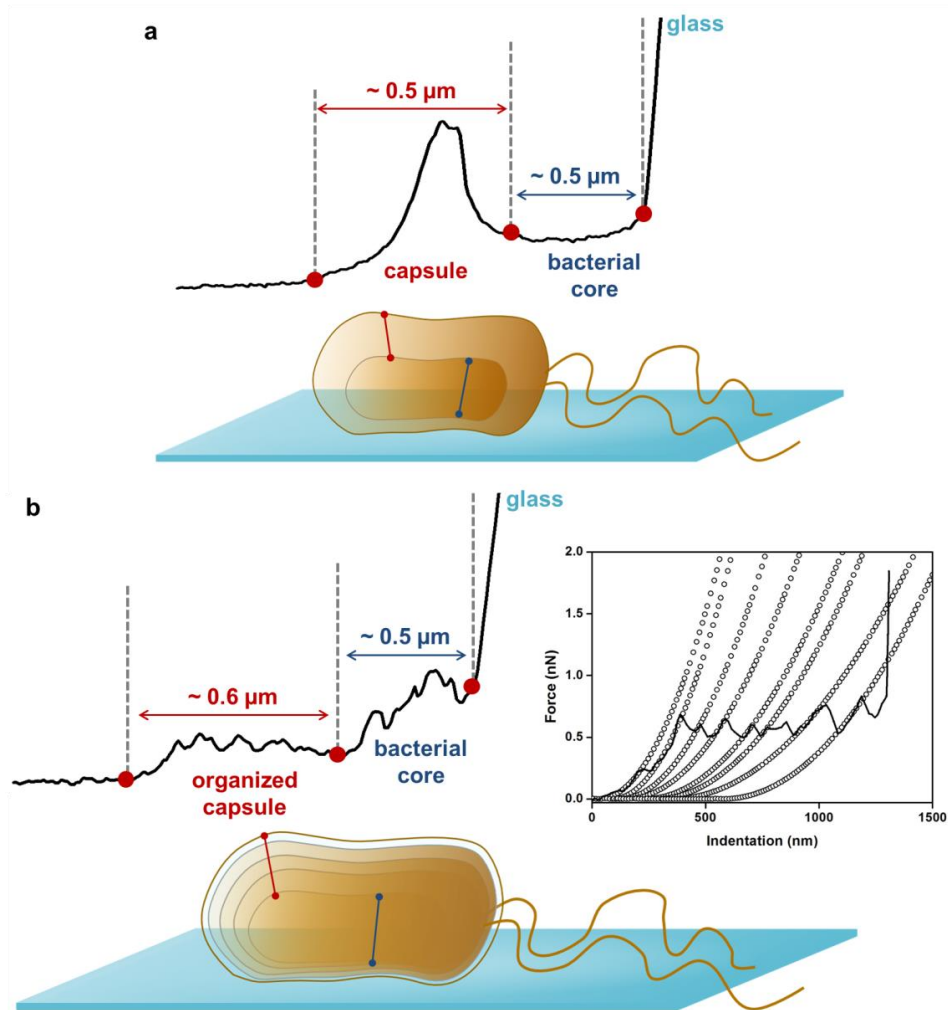 a
glass
~ 0.5 µm
~ 0.5 µm
capsule
bacterial
core
b
glass
~ 0.5 µm
~ 0.6 µm
bacterial
core
organized
capsule
2.0
1.5
1.0
0.5
0.0
Force (nN)
0
500
1000
1500
Indentation (nm)